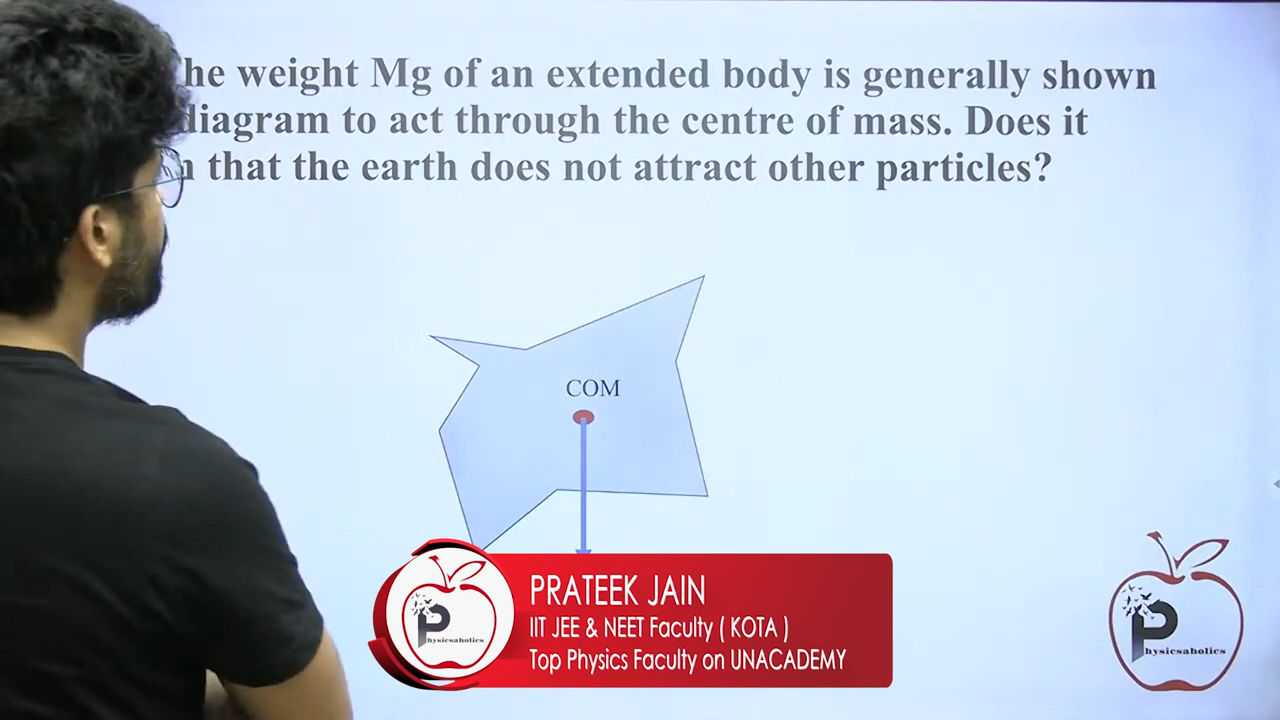 he weight Mg of an extended body is generally shown
diagram to act through the centre of mass. Does it
that the earth does not attract other particles?
COM
PRATEEK JAIN
IIT JEE & NEET Faculty ( KOTA )
Top Physics Faculty on UNACADEMY
Physicsaholics
Physicsaholics